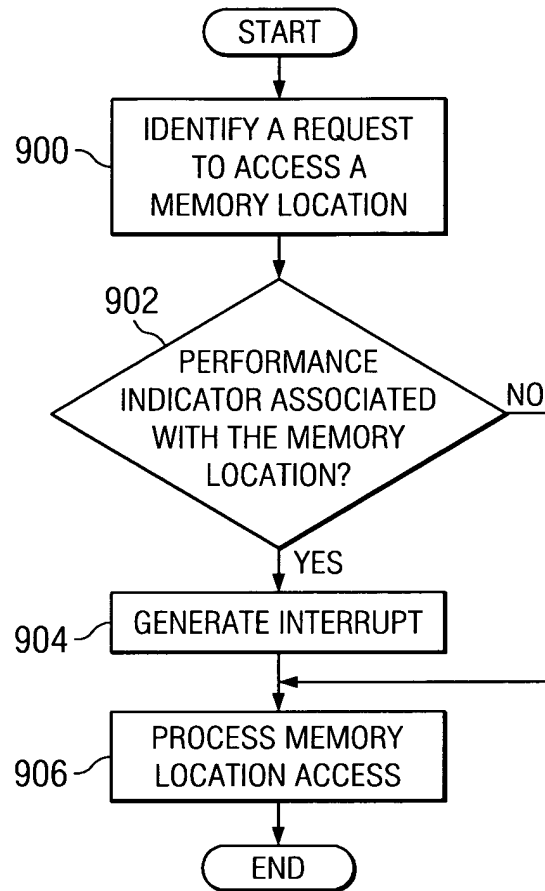 START
900
IDENTIFY A REQUEST
TO ACCESS A
MEMORY LOCATION
902
PERFORMANCE
INDICATOR ASSOCIATED
WITH THE MEMORY
LOCATION?
NO
YES
904
GENERATE INTERRUPT
906
PROCESS MEMORY
LOCATION ACCESS
END